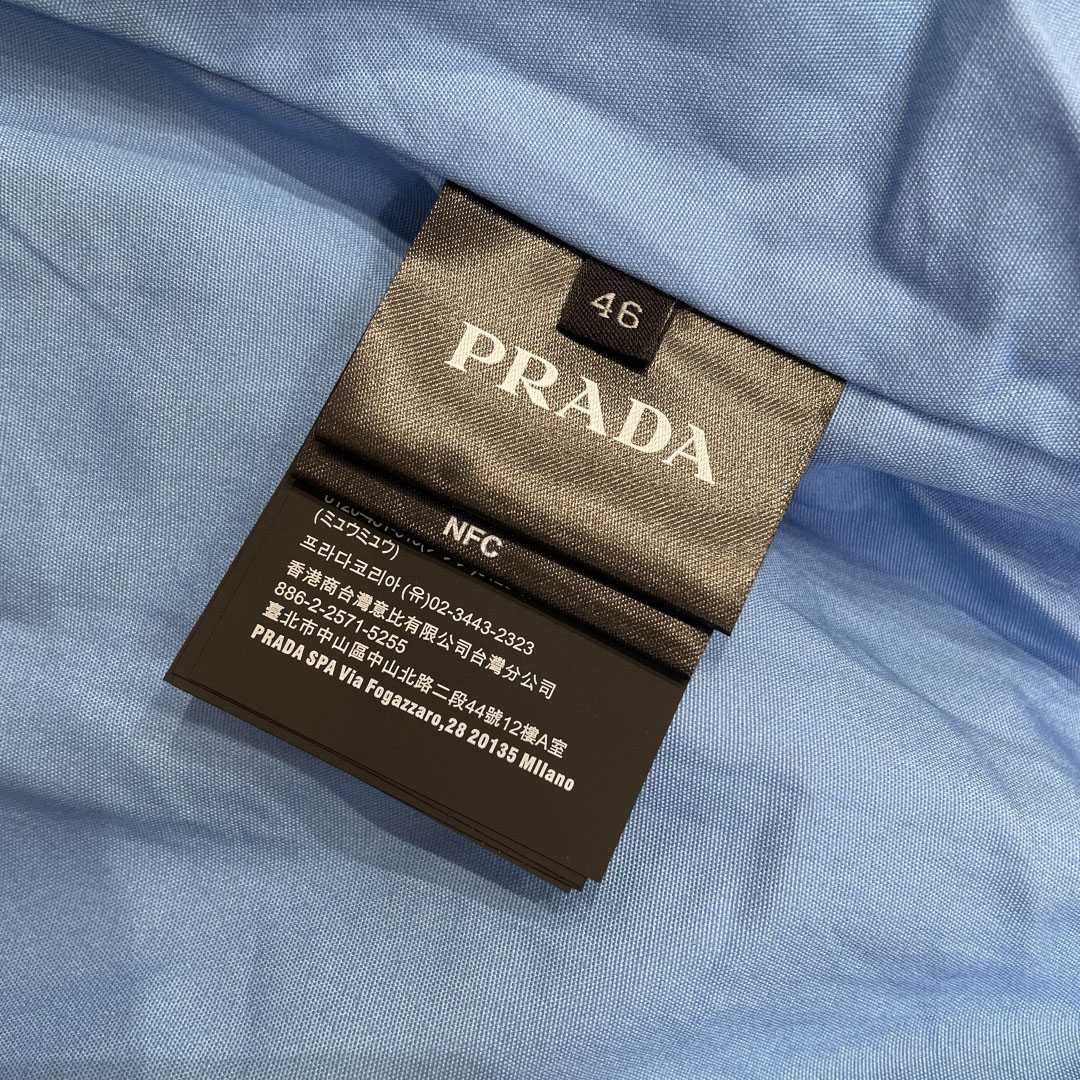 46
PRADA
NFC
(ミュウミュウ)
프라다코리아(유)02-3443-2323
香港商台灣意比有限公司台灣分公司
886-2-2571-5255
臺北市中山區中山北路二段44號12樓A室
PRADA SPA Via Fogazzaro,28 20135 MIlano